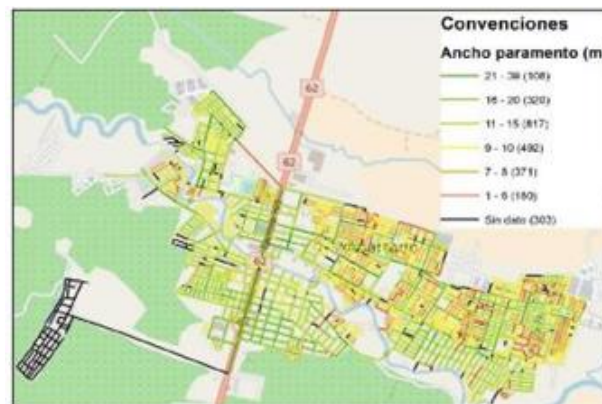 Convenciones
Ancho paramento (m
21 - 39 (108)
16 - 20 (320)
11 - 15 (817)
9 - 10 (492)
7 - 8 (371)
1 - 6 (180)
Sin dato (303)
62
62
62